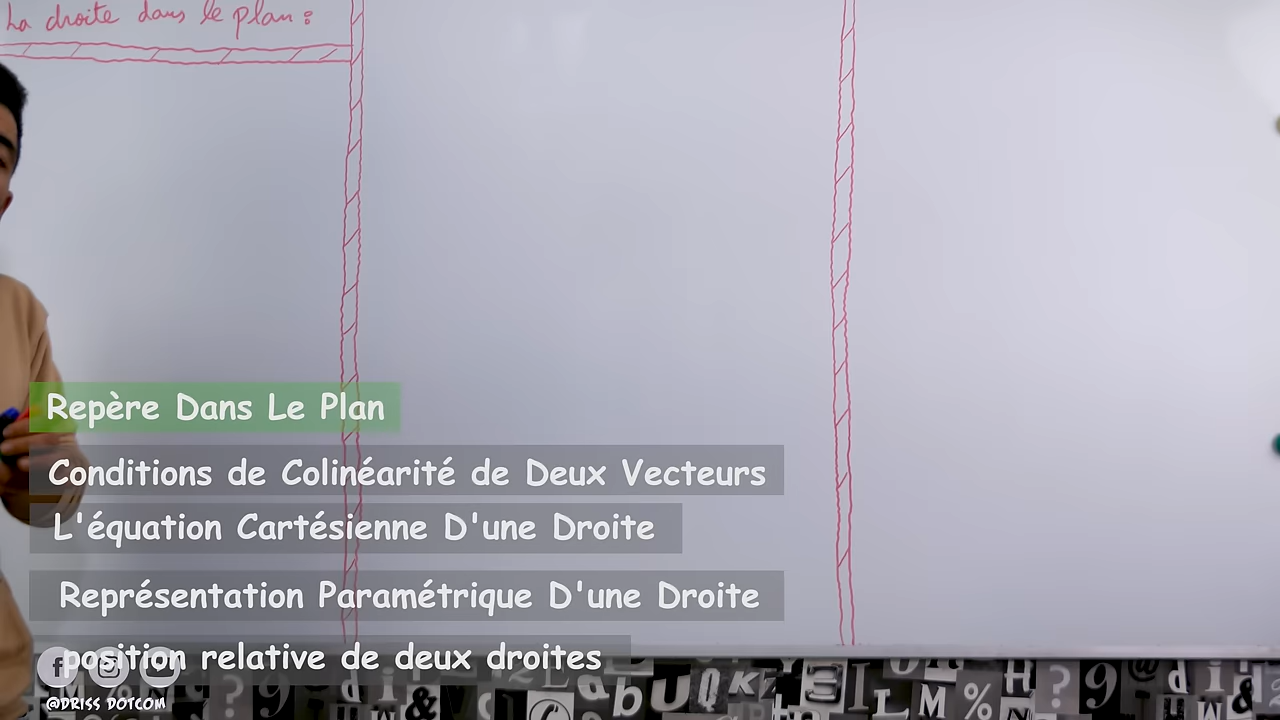 La droite dans le plan :
Repère Dans Le Plan
Conditions de Colinéarité de Deux Vecteurs
L'équation Cartésienne D'une Droite
Représentation Paramétrique D'une Droite
position relative de deux droites
@DRISS DOTCOM